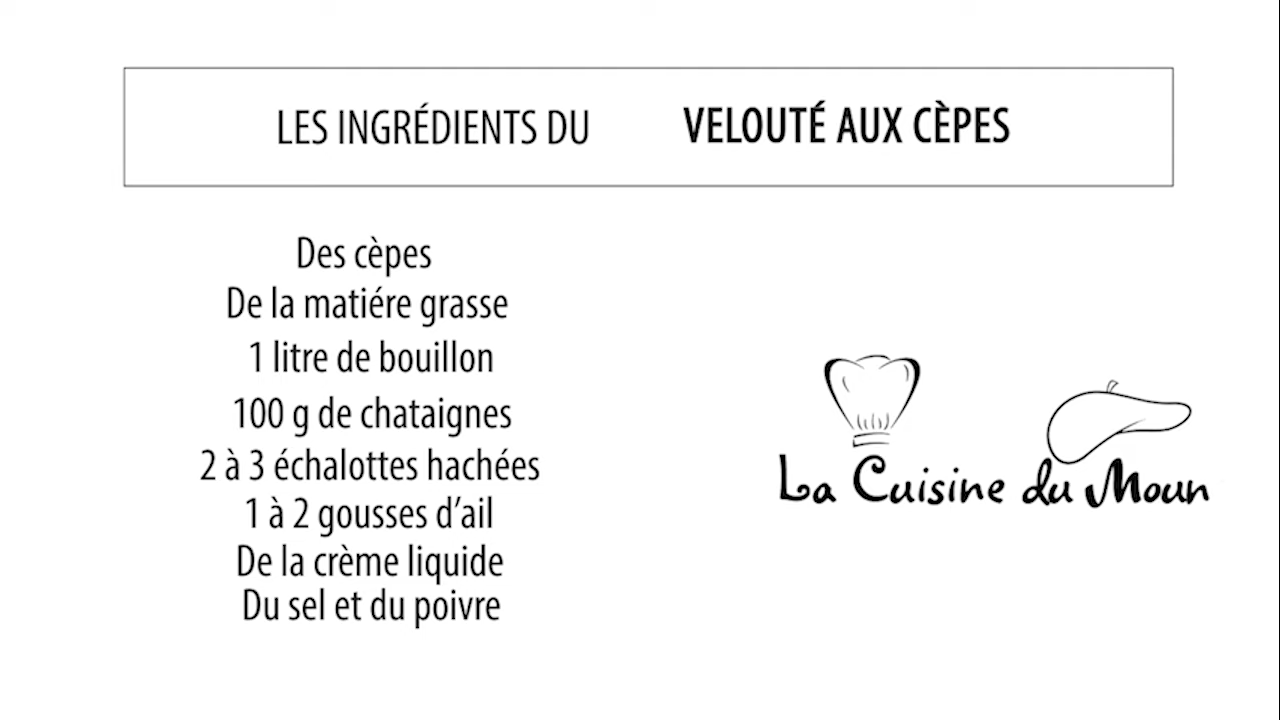 LES INGRÉDIENTS DU VELOUTÉ AUX CÈPES
Des cèpes
De la matiére grasse
1 litre de bouillon
100 g de chataignes
2 à 3 échalottes hachées
1 à 2 gousses d’ail
De la crème liquide
Du sel et du poivre
La Cuisine du Moun